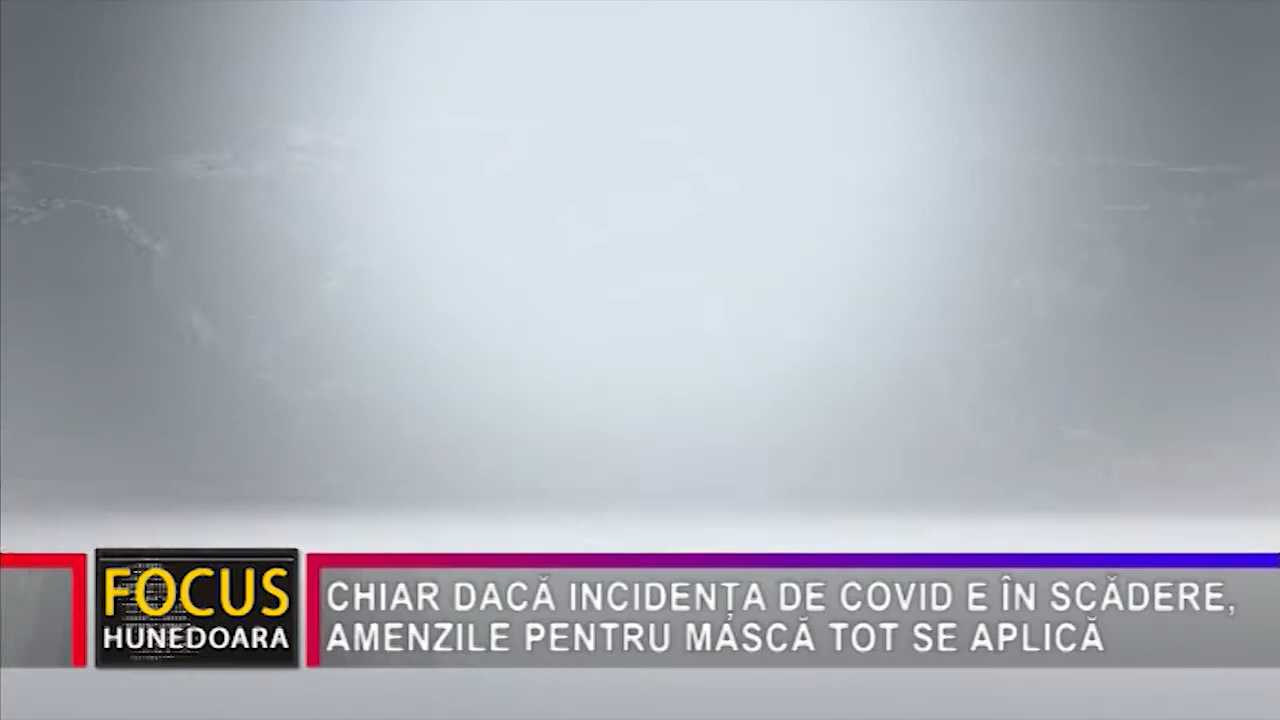 FOCUS
HUNEDOARA
CHIAR DACĂ INCIDENȚA DE COVID E ÎN SCĂDERE,
AMENZILE PENTRU MASCĂ TOT SE APLICĂ